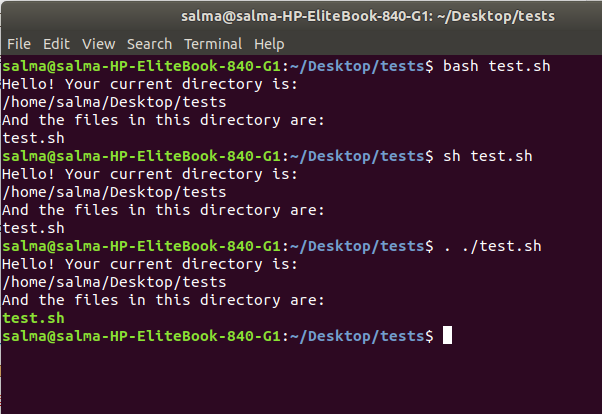 salma@salma-HP-EliteBook-840-G1: ~/Desktop/tests
File Edit View Search Terminal Help
salma@salma-HP-EliteBook-840-G1:~/Desktop/tests$ bash test.sh
Hello! Your current directory is:
/home/salma/Desktop/tests
And the files in this directory are:
test.sh
salma@salma-HP-EliteBook-840-G1:~/Desktop/tests$ sh test.sh
Hello! Your current directory is:
/home/salma/Desktop/tests
And the files in this directory are:
test.sh
salma@salma-HP-EliteBook-840-G1:~/Desktop/tests$ . ./test.sh
Hello! Your current directory is:
/home/salma/Desktop/tests
And the files in this directory are:
test.sh
salma@salma-HP-EliteBook-840-G1:~/Desktop/tests$